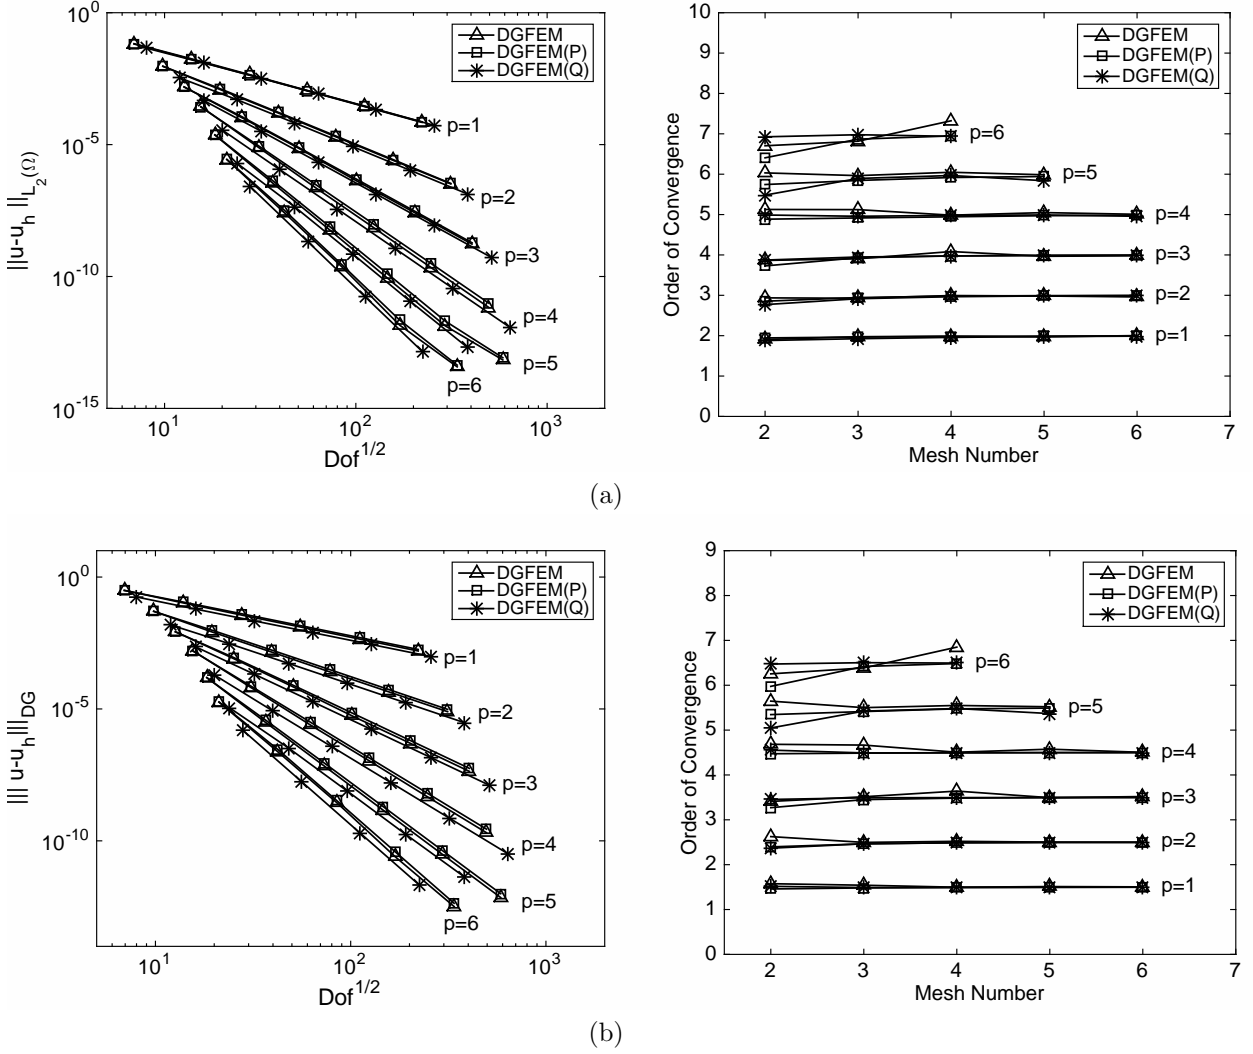 10^0
10^-5
10^-10
10^-15
||u-u_h ||_L_2(Ω)
DGFEM
DGFEM(P)
DGFEM(Q)
p=1
p=2
p=3
p=4
p=5
p=6
10^1
10^2
10^3
Dof^1/2
10
9
8
7
6
5
4
3
2
1
0
Order of Convergence
DGFEM
DGFEM(P)
DGFEM(Q)
p=6
p=5
p=4
p=3
p=2
p=1
2
3
4
5
6
7
Mesh Number
(a)
10^0
10^-5
10^-10
||| u-u_h|||_DG
DGFEM
DGFEM(P)
DGFEM(Q)
p=1
p=2
p=3
p=4
p=5
p=6
10^1
10^2
10^3
Dof^1/2
9
8
7
6
5
4
3
2
1
0
Order of Convergence
DGFEM
DGFEM(P)
DGFEM(Q)
p=6
p=5
p=4
p=3
p=2
p=1
2
3
4
5
6
7
Mesh Number
(b)